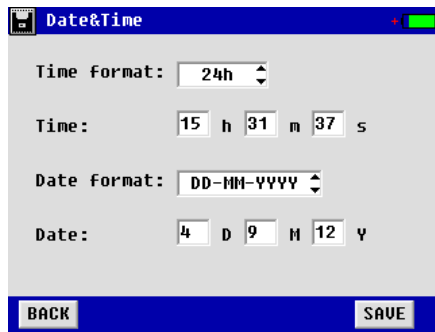 Date&Time
Time format: 24h
Time: 15 h 31 m 37 s
Date format: DD-MM-YYYY
Date: 4 D 9 M 12 Y
BACK SAVE